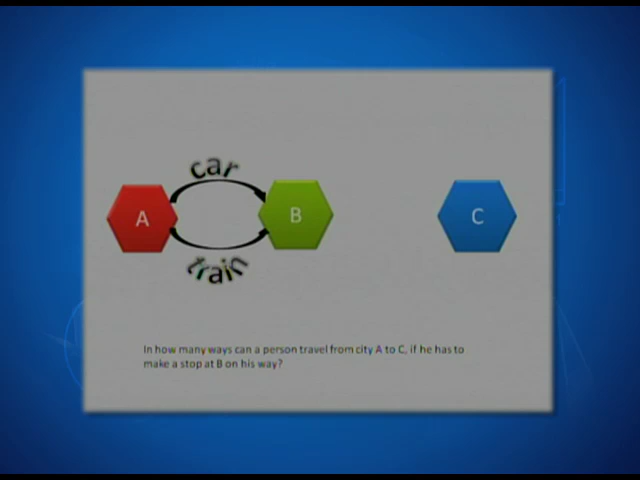 car
A
B
C
train
In how many ways can a person travel from city A to C, if he has to
make a stop at B on his way?